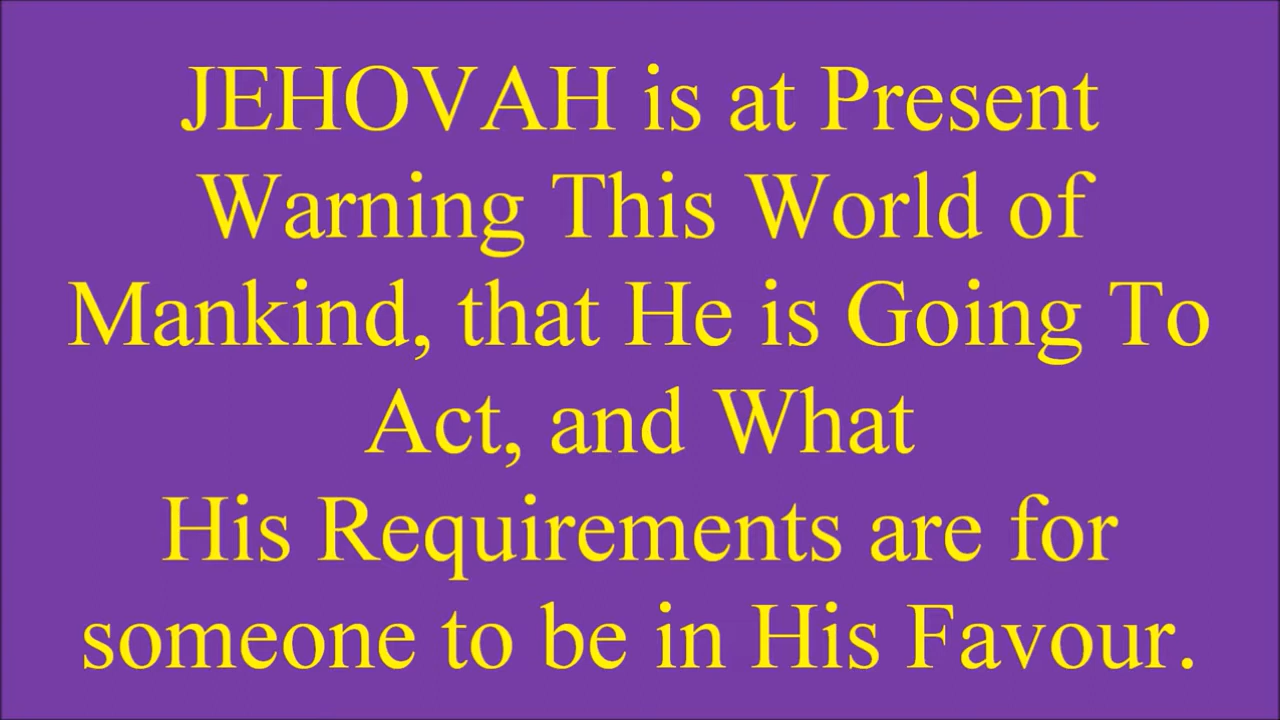 JEHOVAH is at Present
Warning This World of
Mankind, that He is Going To
Act, and What
His Requirements are for
someone to be in His Favour.